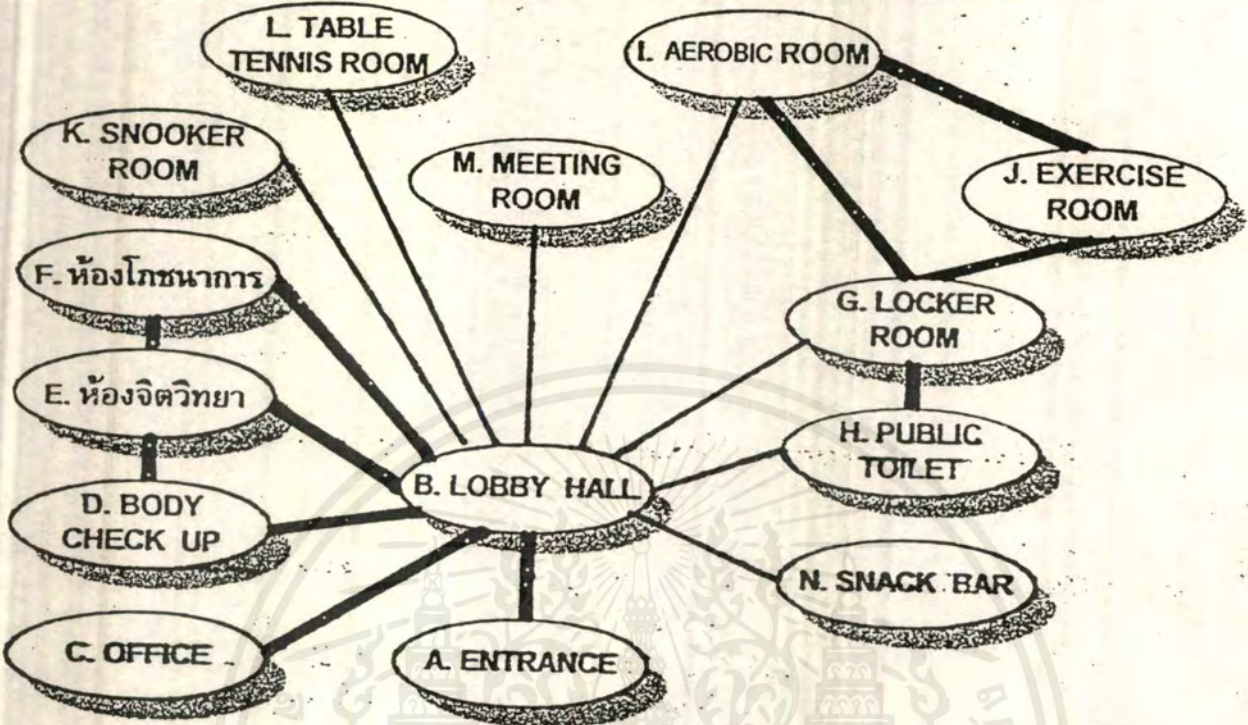 L. TABLE
TENNIS ROOM
I. AEROBIC ROOM
K. SNOOKER
ROOM
M. MEETING
ROOM
J. EXERCISE
ROOM
F. ห้องโภชนาการ
G. LOCKER
ROOM
E. ห้องจิตวิทยา
H. PUBLIC
TOILET
B. LOBBY HALL
D. BODY
CHECK UP
N. SNACK BAR
C. OFFICE
A. ENTRANCE